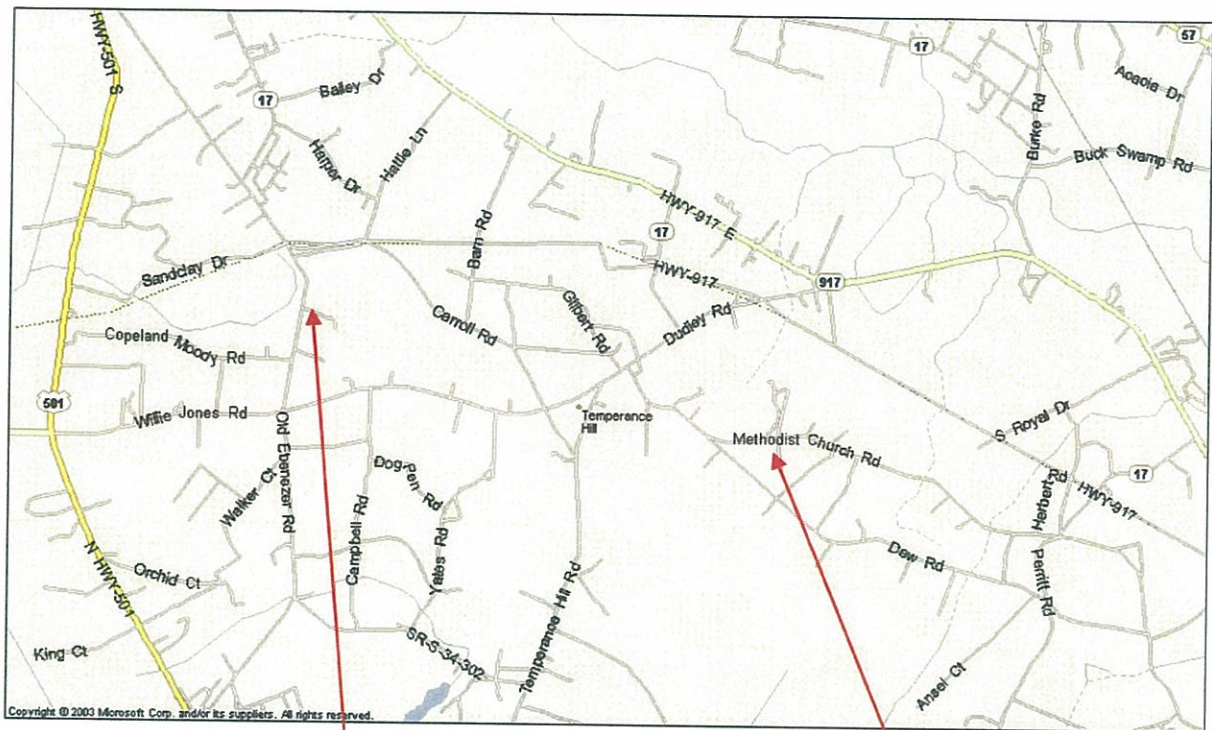 HWY-501 S
17
Bailey Dr
Harper Dr
Hattie Ln
17
57
Acacia Dr
Burke Rd
Buck Swamp Rd
HWY-917 E
Barn Rd
17
HWY-917
917
Sandclay Dr
Gilbert Rd
Carroll Rd
Dudley Rd
Copeland Moody Rd
501
Willie Jones Rd
Old Ebenezer Rd
Temperance
Hill
Methodist Church Rd
S Royal Dr
17
HWY-917
Herbert Rd
Walker Ct
Dog-Pen Rd
Campbell Rd
Yates Rd
Dew Rd
Perritt Rd
N HWY-501
Orchid Ct
King Ct
SR-S-34-302
Temperance Hill Rd
Ansel Ct
Copyright © 2003 Microsoft Corp. and/or its suppliers. All rights reserved.